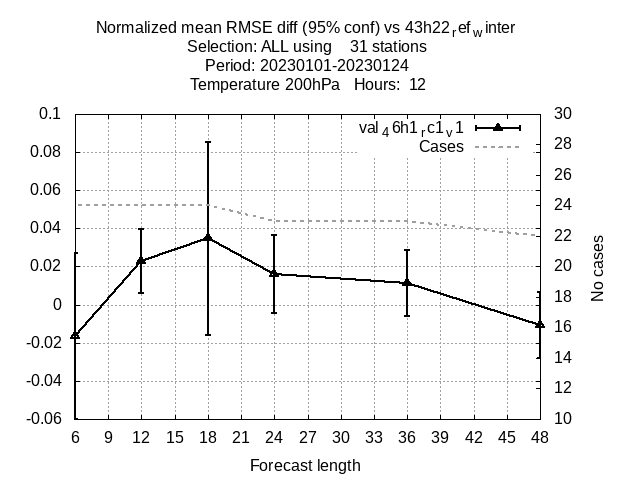 Normalized mean RMSE diff (95% conf) vs 43h22refwinter
Selection: ALL using 31 stations
Period: 20230101-20230124
Temperature 200hPa Hours: 12
0.1
0.08
0.06
0.04
0.02
0
-0.02
-0.04
-0.06
30
28
26
24
22
20
18
16
14
12
10
val46h1rc1v1
Cases
No cases
6 9 12 15 18 21 24 27 30 33 36 39 42 45 48
Forecast length